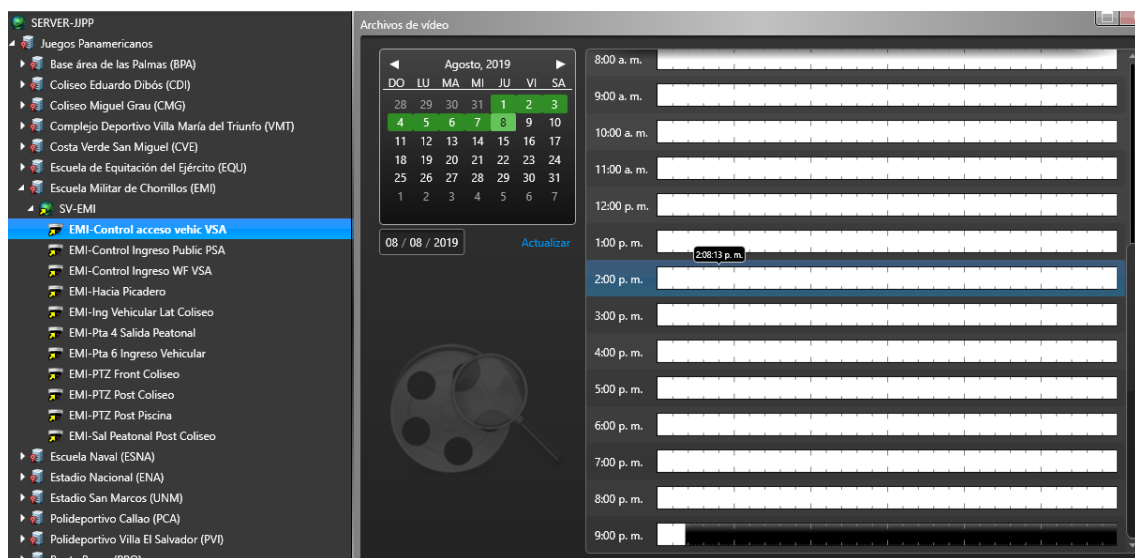 SERVER-JJPP
Juegos Panamericanos
Base área de las Palmas (BPA)
Coliseo Eduardo Dibós (CDI)
Coliseo Miguel Grau (CMG)
Complejo Deportivo Villa María del Triunfo (VMT)
Costa Verde San Miguel (CVE)
Escuela de Equitación del Ejército (EQU)
Escuela Militar de Chorrillos (EMI)
SV-EMI
EMI-Control acceso vehic VSA
EMI-Control Ingreso Public PSA
EMI-Control Ingreso WF VSA
EMI-Hacia Picadero
EMI-Ing Vehicular Lat Coliseo
EMI-Pta 4 Salida Peatonal
EMI-Pta 6 Ingreso Vehicular
EMI-PTZ Front Coliseo
EMI-PTZ Post Coliseo
EMI-PTZ Post Piscina
EMI-Sal Peatonal Post Coliseo
Escuela Naval (ESNA)
Estadio Nacional (ENA)
Estadio San Marcos (UNM)
Polideportivo Callao (PCA)
Polideportivo Villa El Salvador (PVI)
Archivos de vídeo
Agosto, 2019
DO LU MA MI JU VI SA
28 29 30 31 1 2 3
4 5 6 7 8 9 10
11 12 13 14 15 16 17
18 19 20 21 22 23 24
25 26 27 28 29 30 31
1 2 3 4 5 6 7
08 / 08 / 2019 Actualizar
8:00 a. m.
9:00 a. m.
10:00 a. m.
11:00 a. m.
12:00 p. m.
1:00 p. m.
2:08:13 p. m.
2:00 p. m.
3:00 p. m.
4:00 p. m.
5:00 p. m.
6:00 p. m.
7:00 p. m.
8:00 p. m.
9:00 p. m.